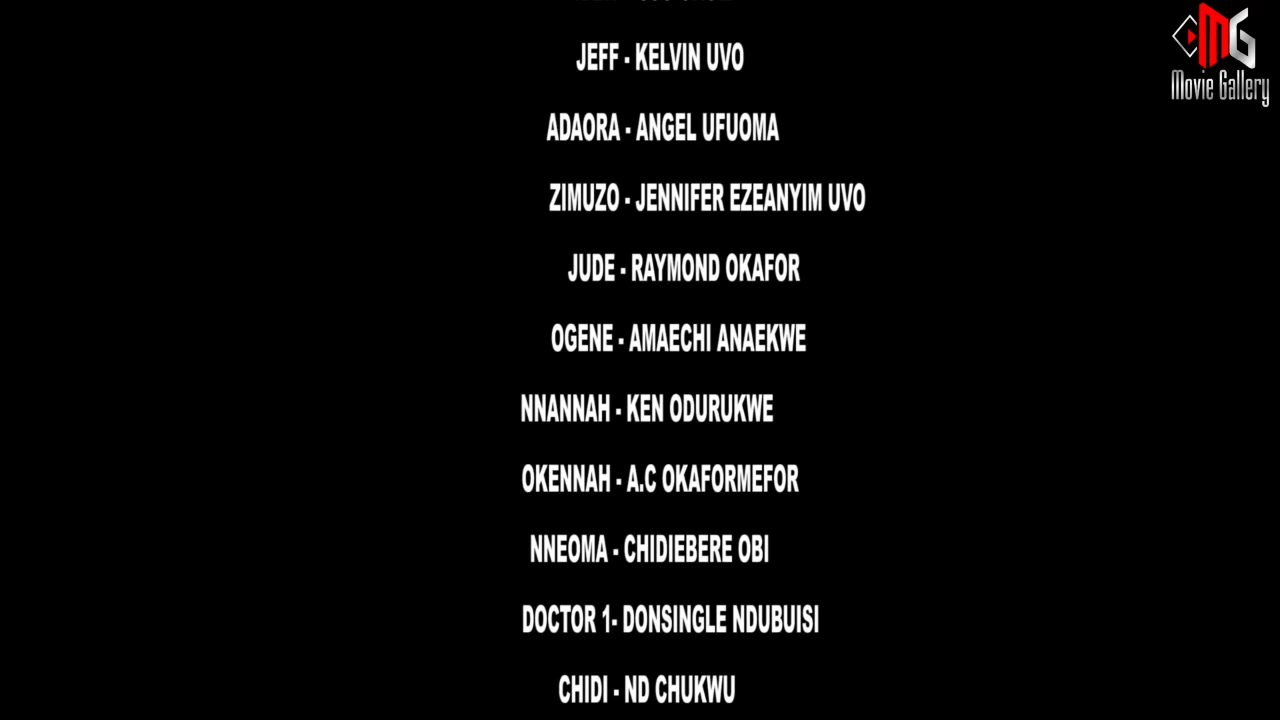 JEFF - KELVIN UVO
ADAORA - ANGEL UFUOMA
ZIMUZO - JENNIFER EZEANYIM UVO
JUDE - RAYMOND OKAFOR
OGENE - AMAECHI ANAEKWE
NNANNAH - KEN ODURUKWE
OKENNAH - A.C OKAFORMEFOR
NNEOMA - CHIDIEBERE OBI
DOCTOR 1- DONSINGLE NDUBUISI
CHIDI - ND CHUKWU
MG
Movie Gallery